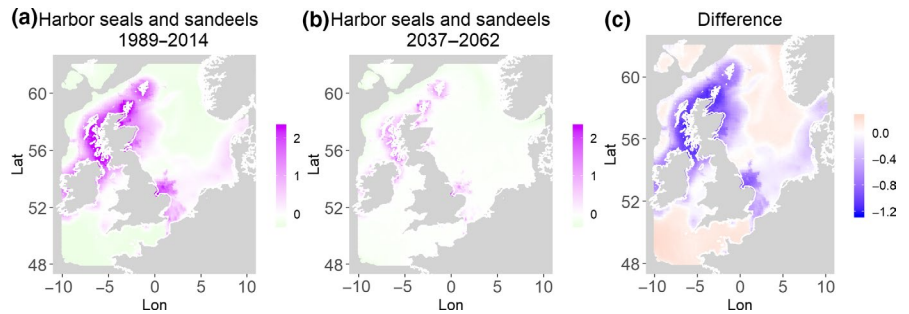 (a) Harbor seals and sandeels
1989–2014
(b) Harbor seals and sandeels
2037–2062
(c) Difference
60
56
52
48
Lat
−10 −5 0 5 10
Lon
2
1
0
60
56
52
48
Lat
−10 −5 0 5 10
Lon
2
1
0
60
56
52
48
Lat
−10 −5 0 5 10
Lon
0.0
−0.4
−0.8
−1.2